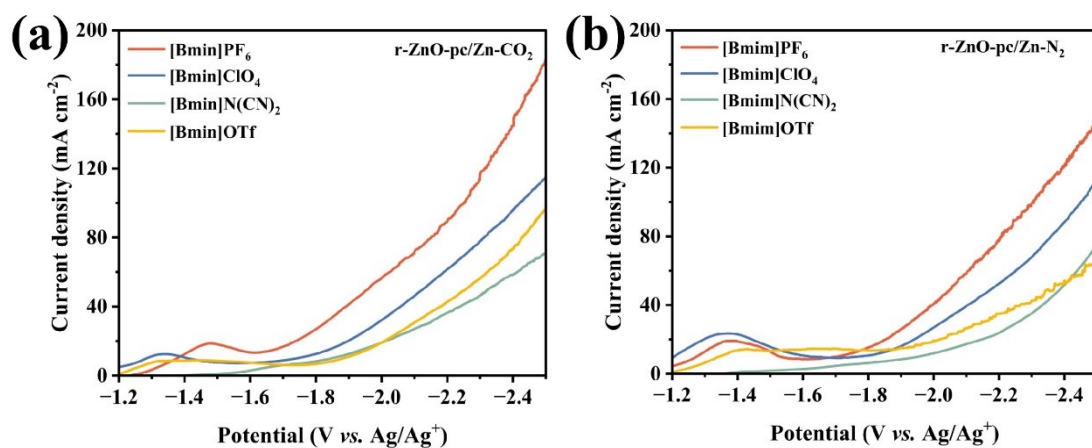 (a)
[Bmin]PF6
[Bmin]ClO4
[Bmin]N(CN)2
[Bmin]OTf
r-ZnO-pc/Zn-CO2
200
160
120
80
40
0
Current density (mA cm-2)
−1.2
−1.4
−1.6
−1.8
−2.0
−2.2
−2.4
Potential (V vs. Ag/Ag+)
(b)
[Bmim]PF6
[Bmim]ClO4
[Bmim]N(CN)2
[Bmim]OTf
r-ZnO-pc/Zn-N2
200
160
120
80
40
0
Current density (mA cm-2)
−1.2
−1.4
−1.6
−1.8
−2.0
−2.2
−2.4
Potential (V vs. Ag/Ag+)